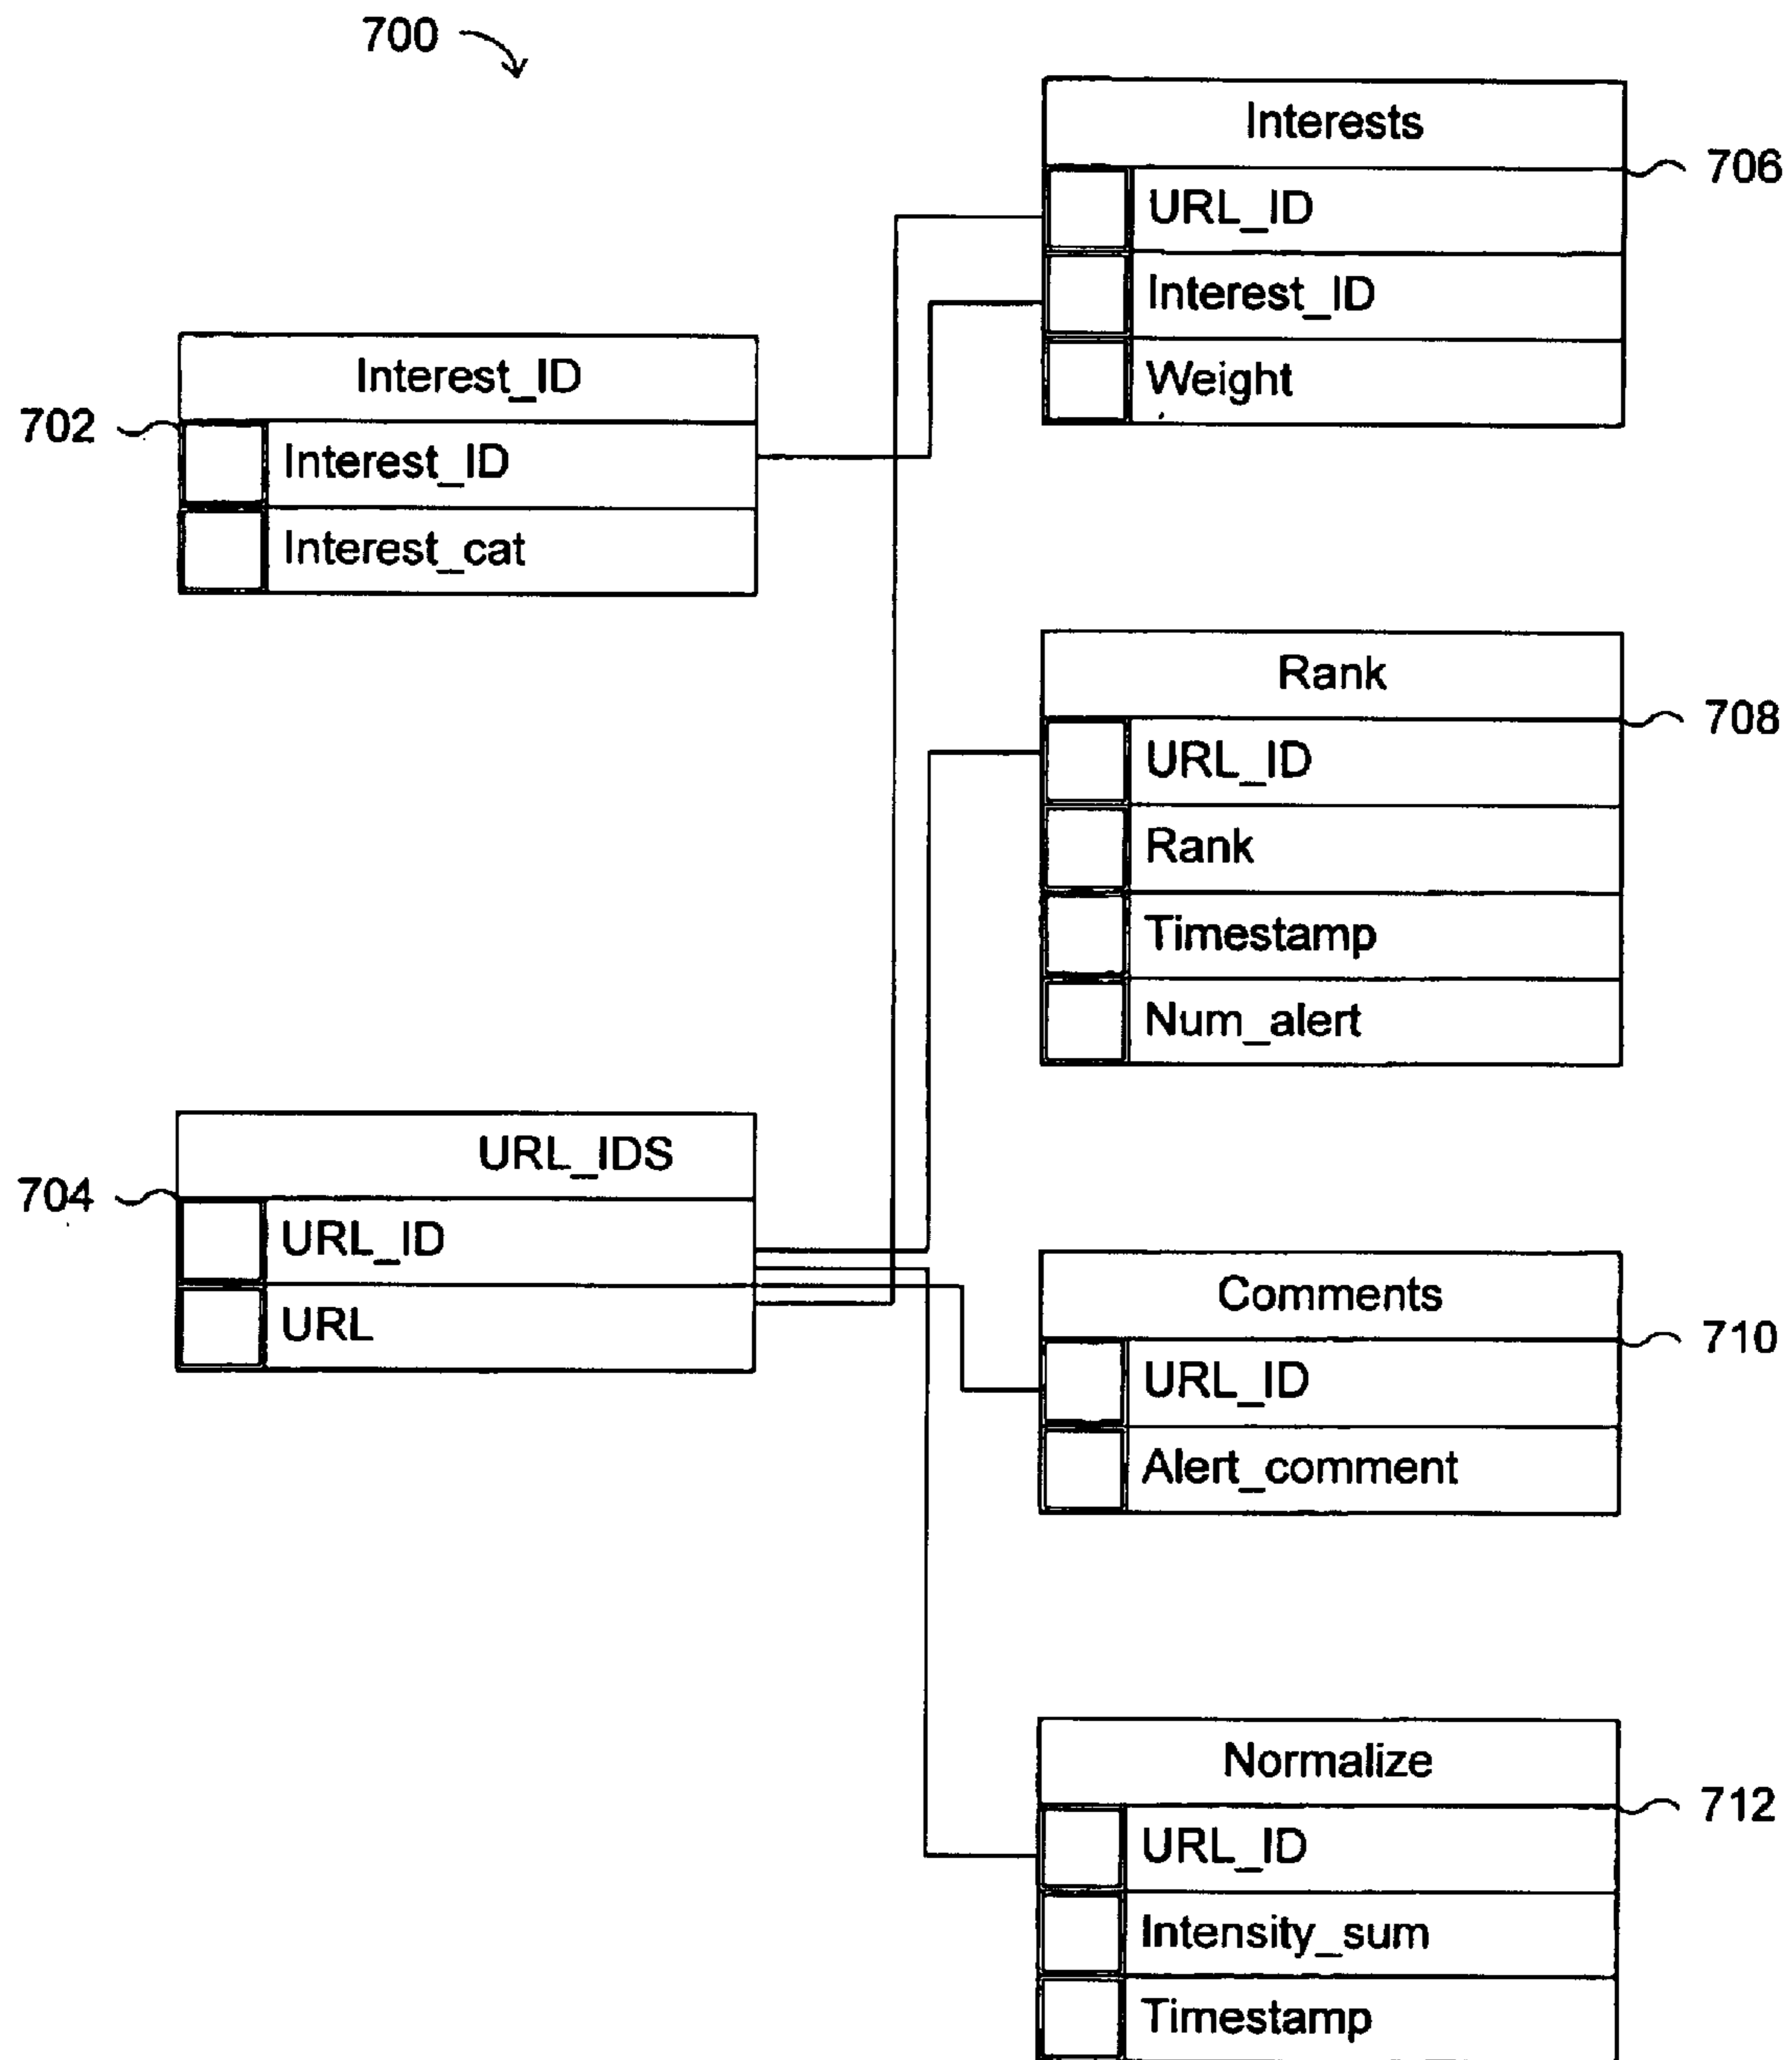 700
Interests
706
URL_ID
Interest_ID
Weight
Interest_ID
702
Interest_ID
Interest_cat
Rank
708
URL_ID
Rank
Timestamp
Num_alert
URL_IDS
704
URL_ID
URL
Comments
710
URL_ID
Alert_comment
Normalize
712
URL_ID
Intensity_sum
Timestamp